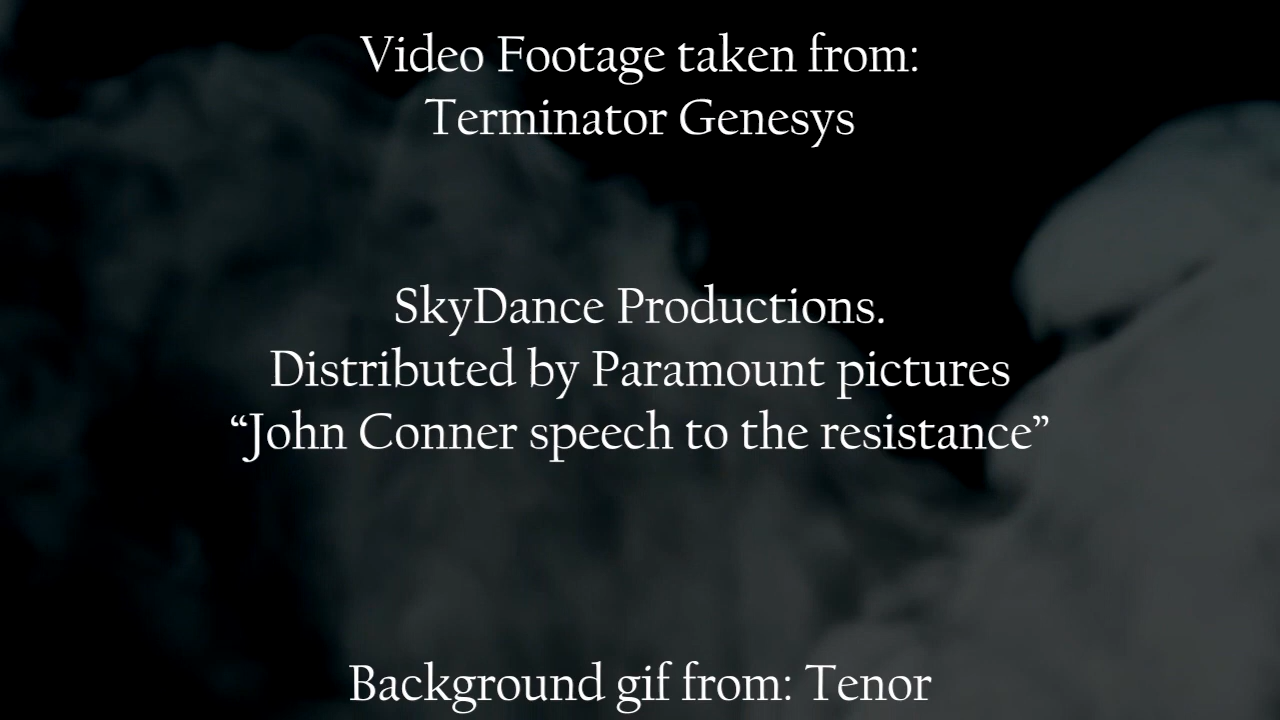 Video Footage taken from:
Terminator Genesys
SkyDance Productions.
Distributed by Paramount pictures
“John Conner speech to the resistance”
Background gif from: Tenor